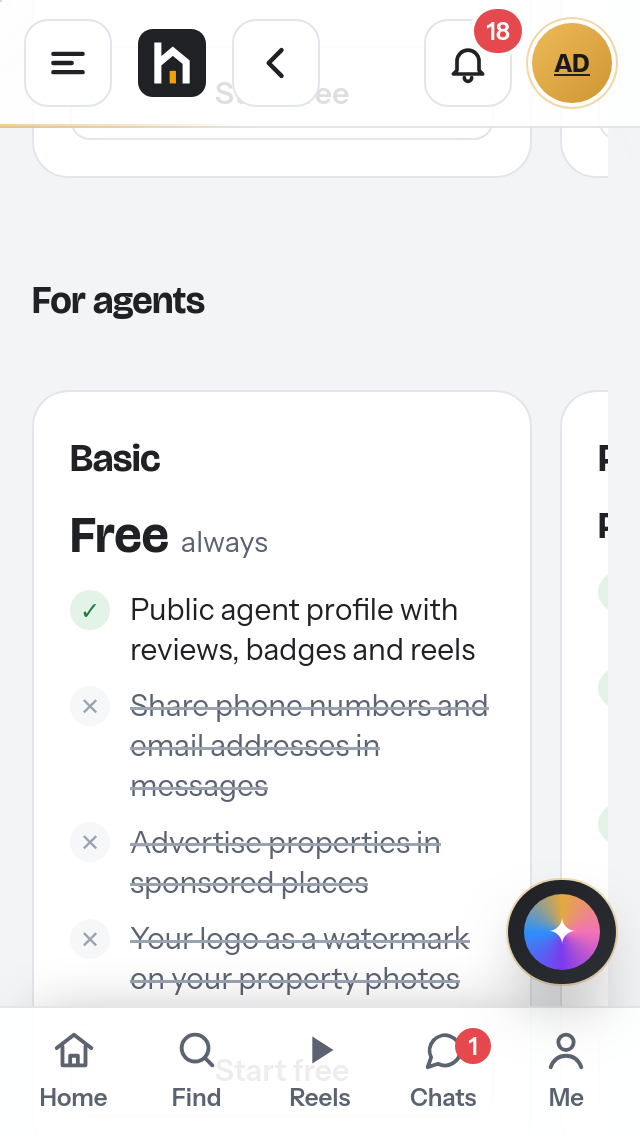 18
AD
For agents
Basic
Free always
✓ Public agent profile with
reviews, badges and reels
✕ Share phone numbers and
email addresses in
messages
✕ Advertise properties in
sponsored places
✕ Your logo as a watermark
on your property photos
Start free
1
Home
Find
Reels
Chats
Me